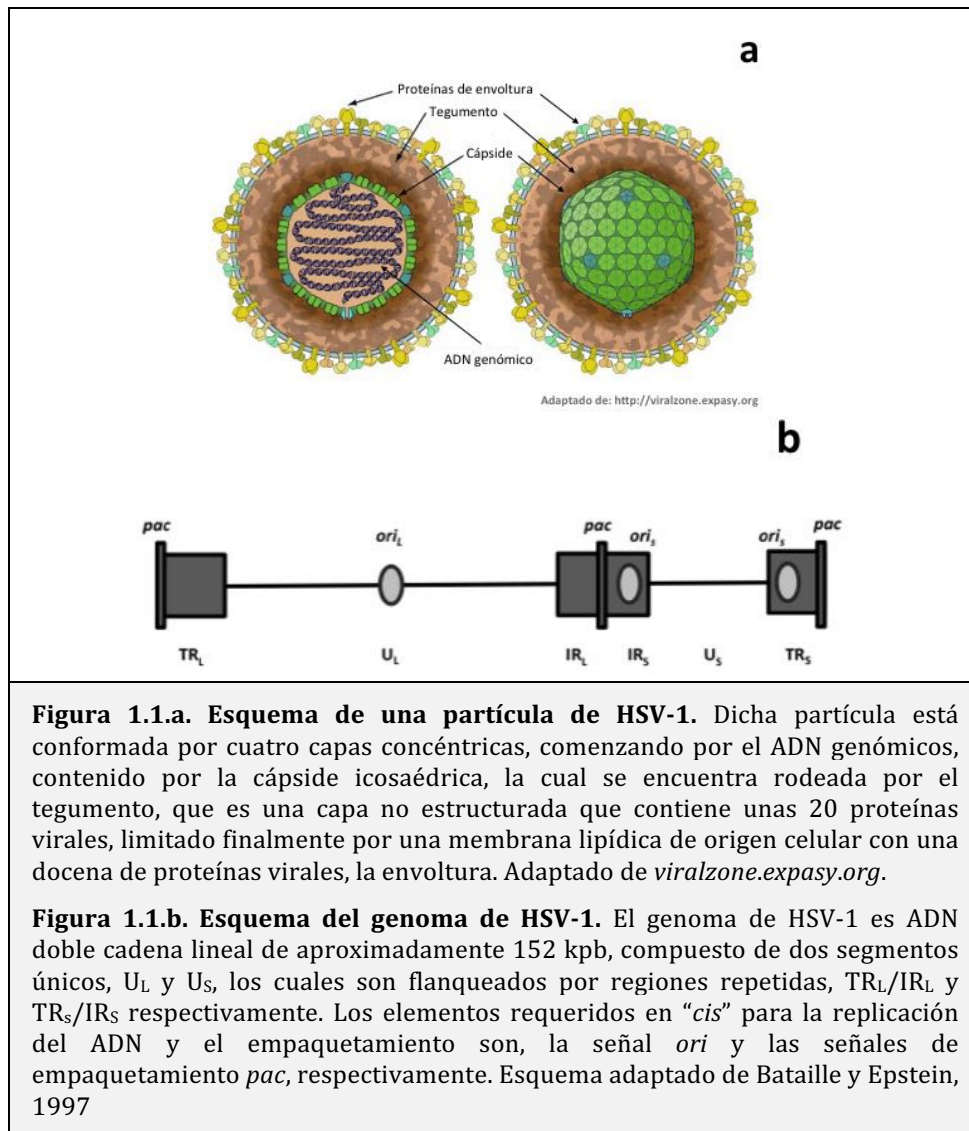 a
Proteínas de envoltura
Tegumento
Cápside
ADN genómico
Adaptado de: http://viralzone.expasy.org
b
pac ori_L pac ori_s ori_s pac
TR_L U_L IR_L IR_S U_S TR_S
Figura 1.1.a. Esquema de una partícula de HSV-1. Dicha partícula está
conformada por cuatro capas concéntricas, comenzando por el ADN genómicos,
contenido por la cápside icosaédrica, la cual se encuentra rodeada por el
tegumento, que es una capa no estructurada que contiene unas 20 proteínas
virales, limitado finalmente por una membrana lipídica de origen celular con una
docena de proteínas virales, la envoltura. Adaptado de viralzone.expasy.org.
Figura 1.1.b. Esquema del genoma de HSV-1. El genoma de HSV-1 es ADN
doble cadena lineal de aproximadamente 152 kpb, compuesto de dos segmentos
únicos, U_L y U_S, los cuales son flanqueados por regiones repetidas, TR_L/IR_L y
TR_s/IR_S respectivamente. Los elementos requeridos en “cis” para la replicación
del ADN y el empaquetamiento son, la señal ori y las señales de
empaquetamiento pac, respectivamente. Esquema adaptado de Bataille y Epstein,
1997